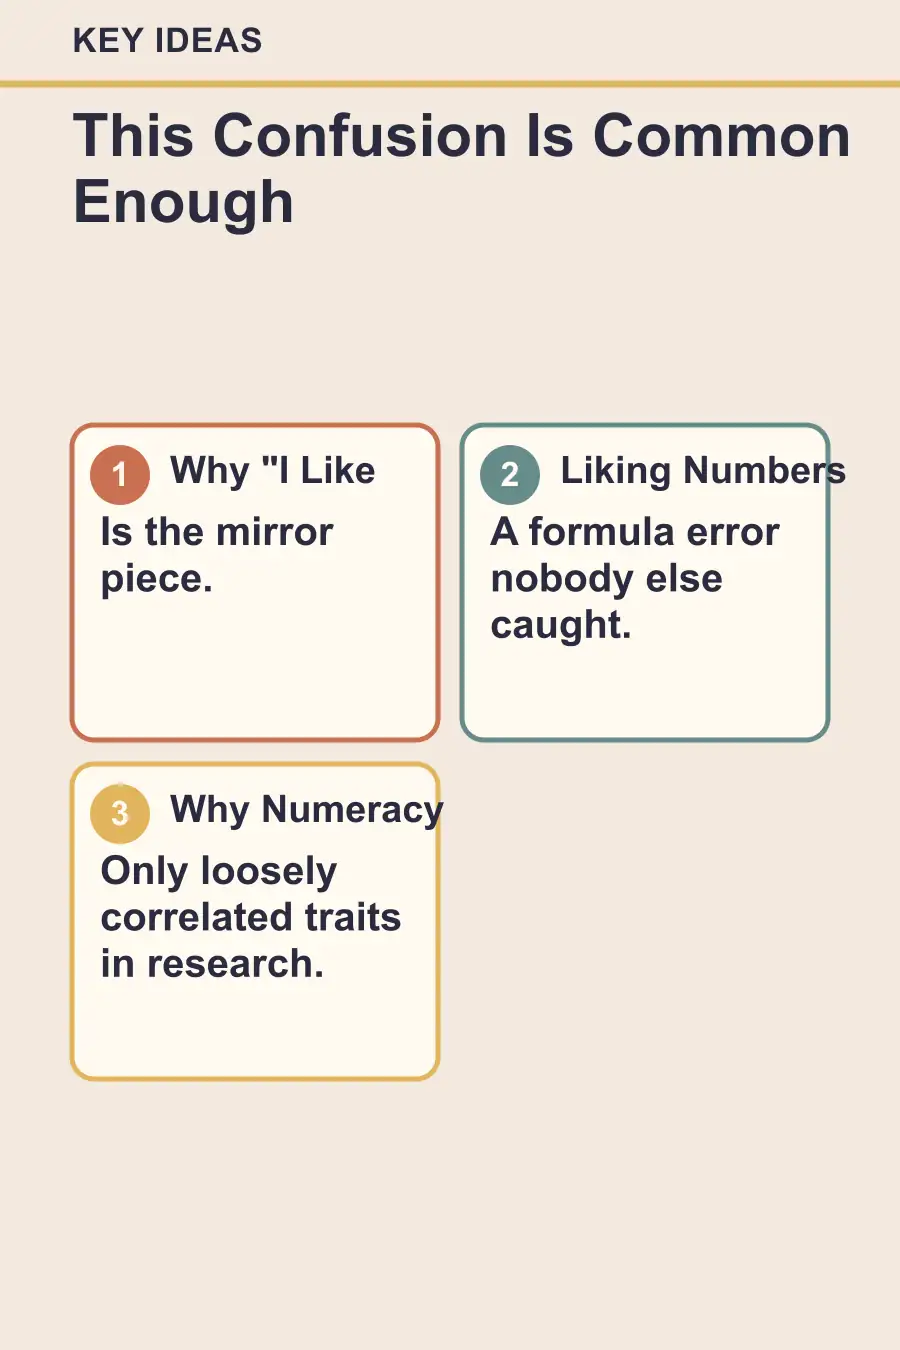 KEY IDEAS
This Confusion Is Common
Enough
1
Why "I Like
Is the mirror
piece.
2
Liking Numbers
A formula error
nobody else
caught.
3
Why Numeracy
Only loosely
correlated traits
in research.